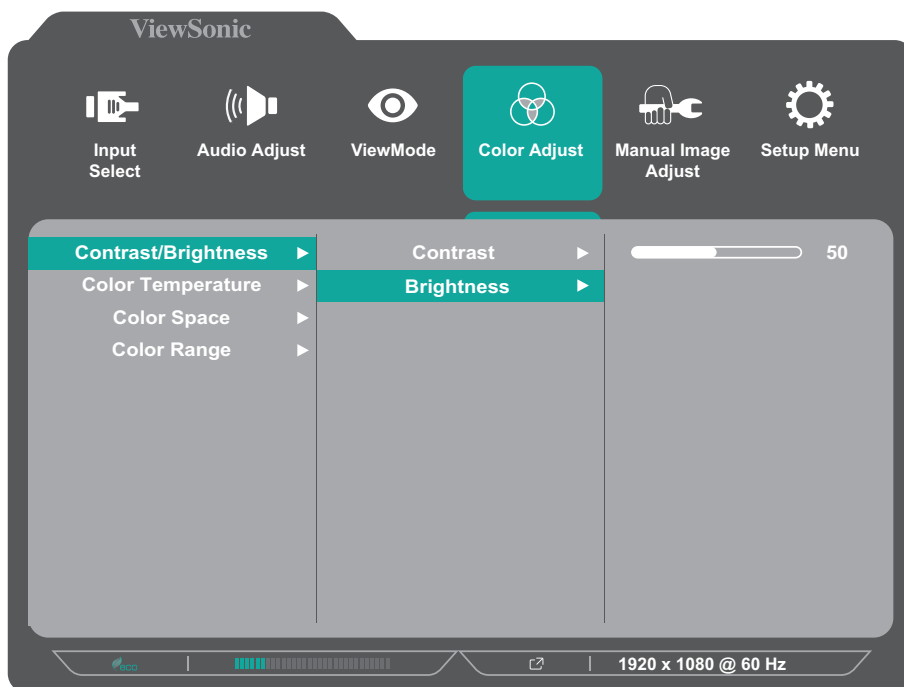 ViewSonic
Input
Select
Audio Adjust
ViewMode
Color Adjust
Manual Image
Adjust
Setup Menu
Contrast/Brightness
Contrast
50
Color Temperature
Brightness
Color Space
Color Range
eco
1920 x 1080 @ 60 Hz